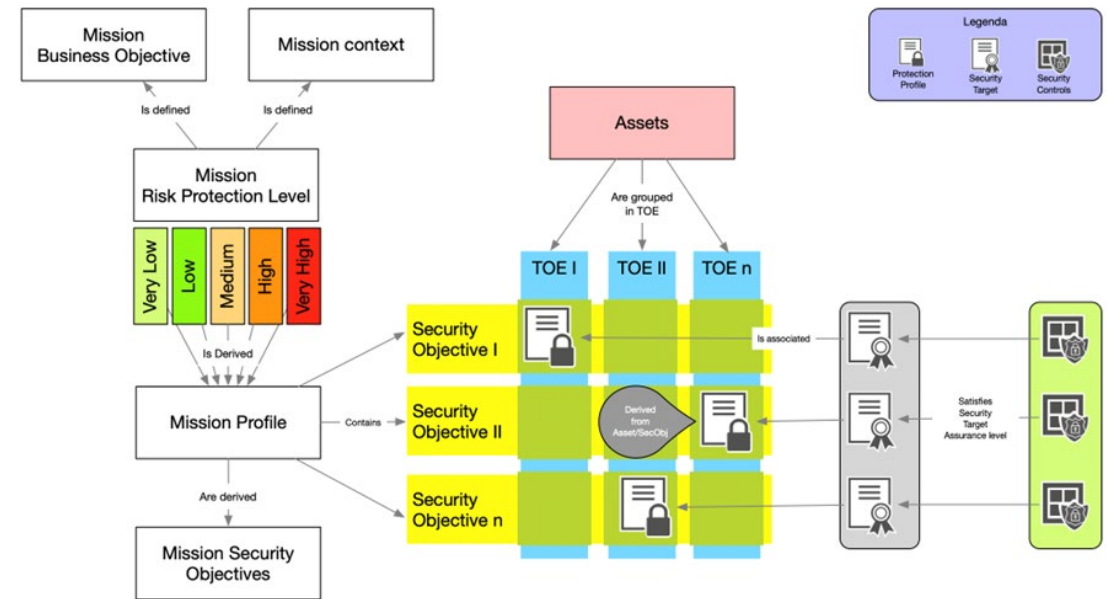 Mission
Business Objective
Mission context
Legenda
Protection
Profile
Security
Target
Security
Controls
Is defined
Is defined
Assets
Mission
Risk Protection Level
Are grouped
in TOE
Very Low
Low
Medium
High
Very High
TOE I
TOE II
TOE n
Is Derived
Security
Objective I
Is associated
Mission Profile
Contains
Security
Objective II
Derived
from
Asset/SecObj
Satisfies
Security
Target
Assurance level
Are derived
Security
Objective n
Mission Security
Objectives